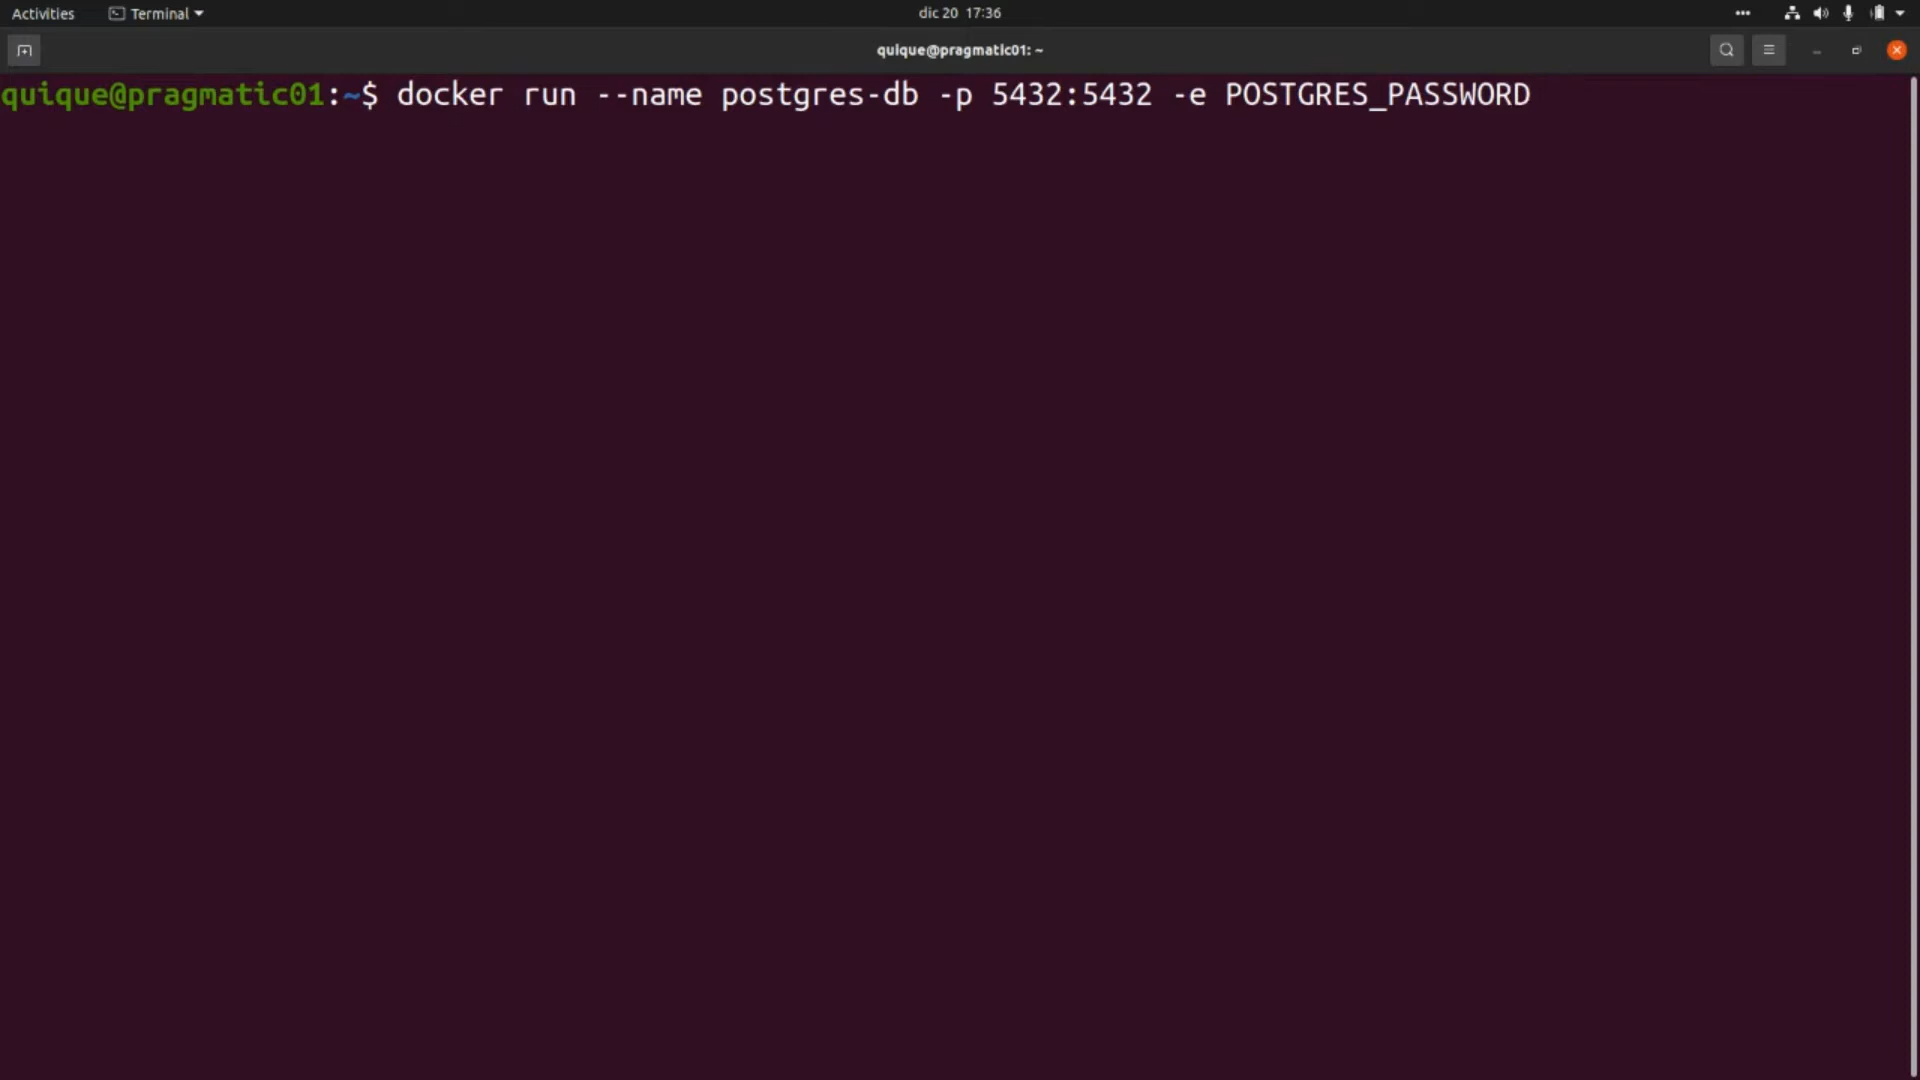 Activities Terminal dic 20 17:36
quique@pragmatic01: ~
quique@pragmatic01:~$ docker run --name postgres-db -p 5432:5432 -e POSTGRES_PASSWORD